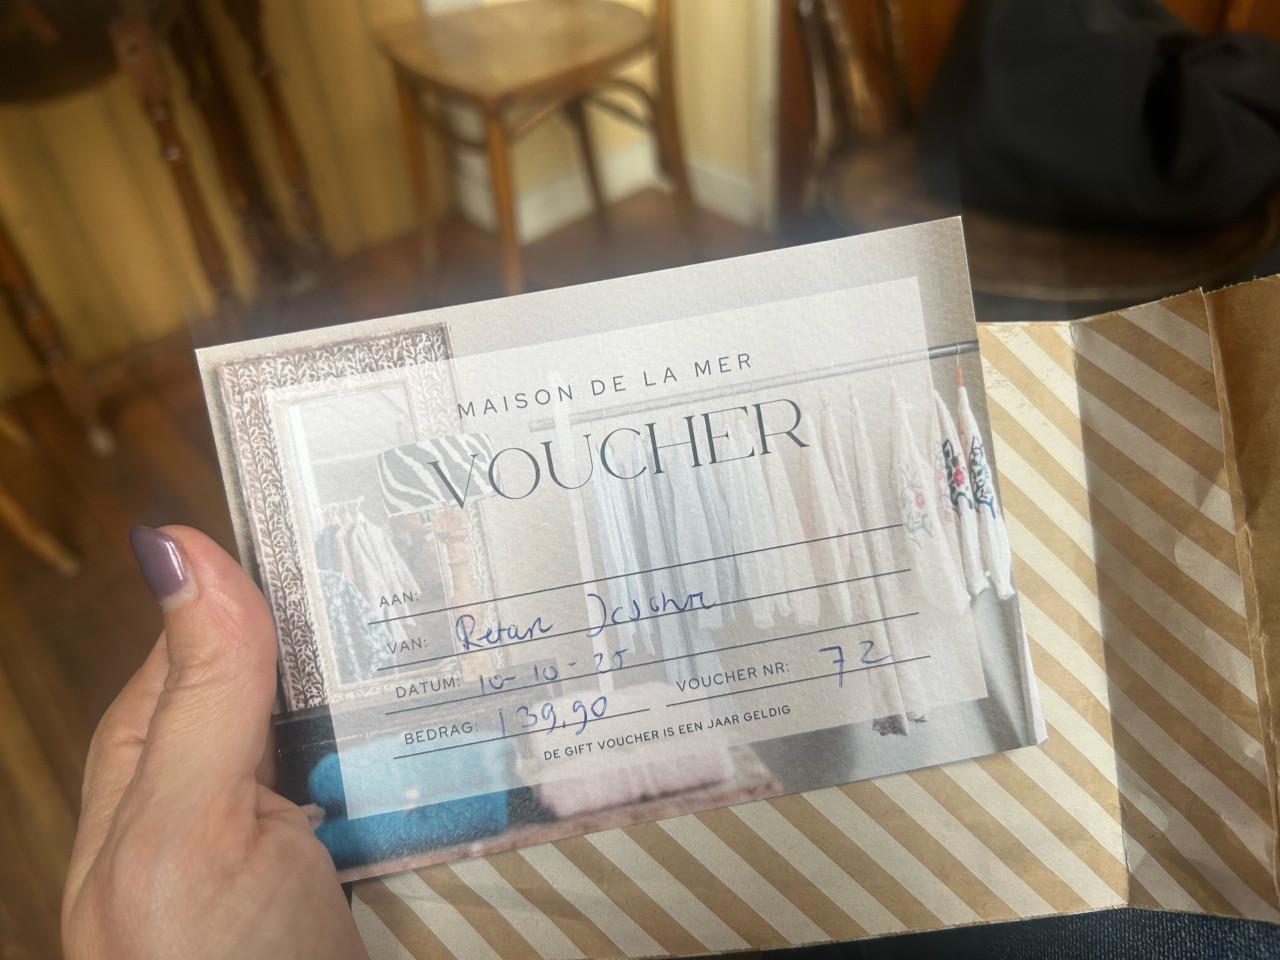 MAISON DE LA MER
VOUCHER
AAN:
VAN: Retan
DATUM: 10-10-25
BEDRAG: 139,90 VOUCHER NR: 72
DE GIFT VOUCHER IS EEN JAAR GELDIG